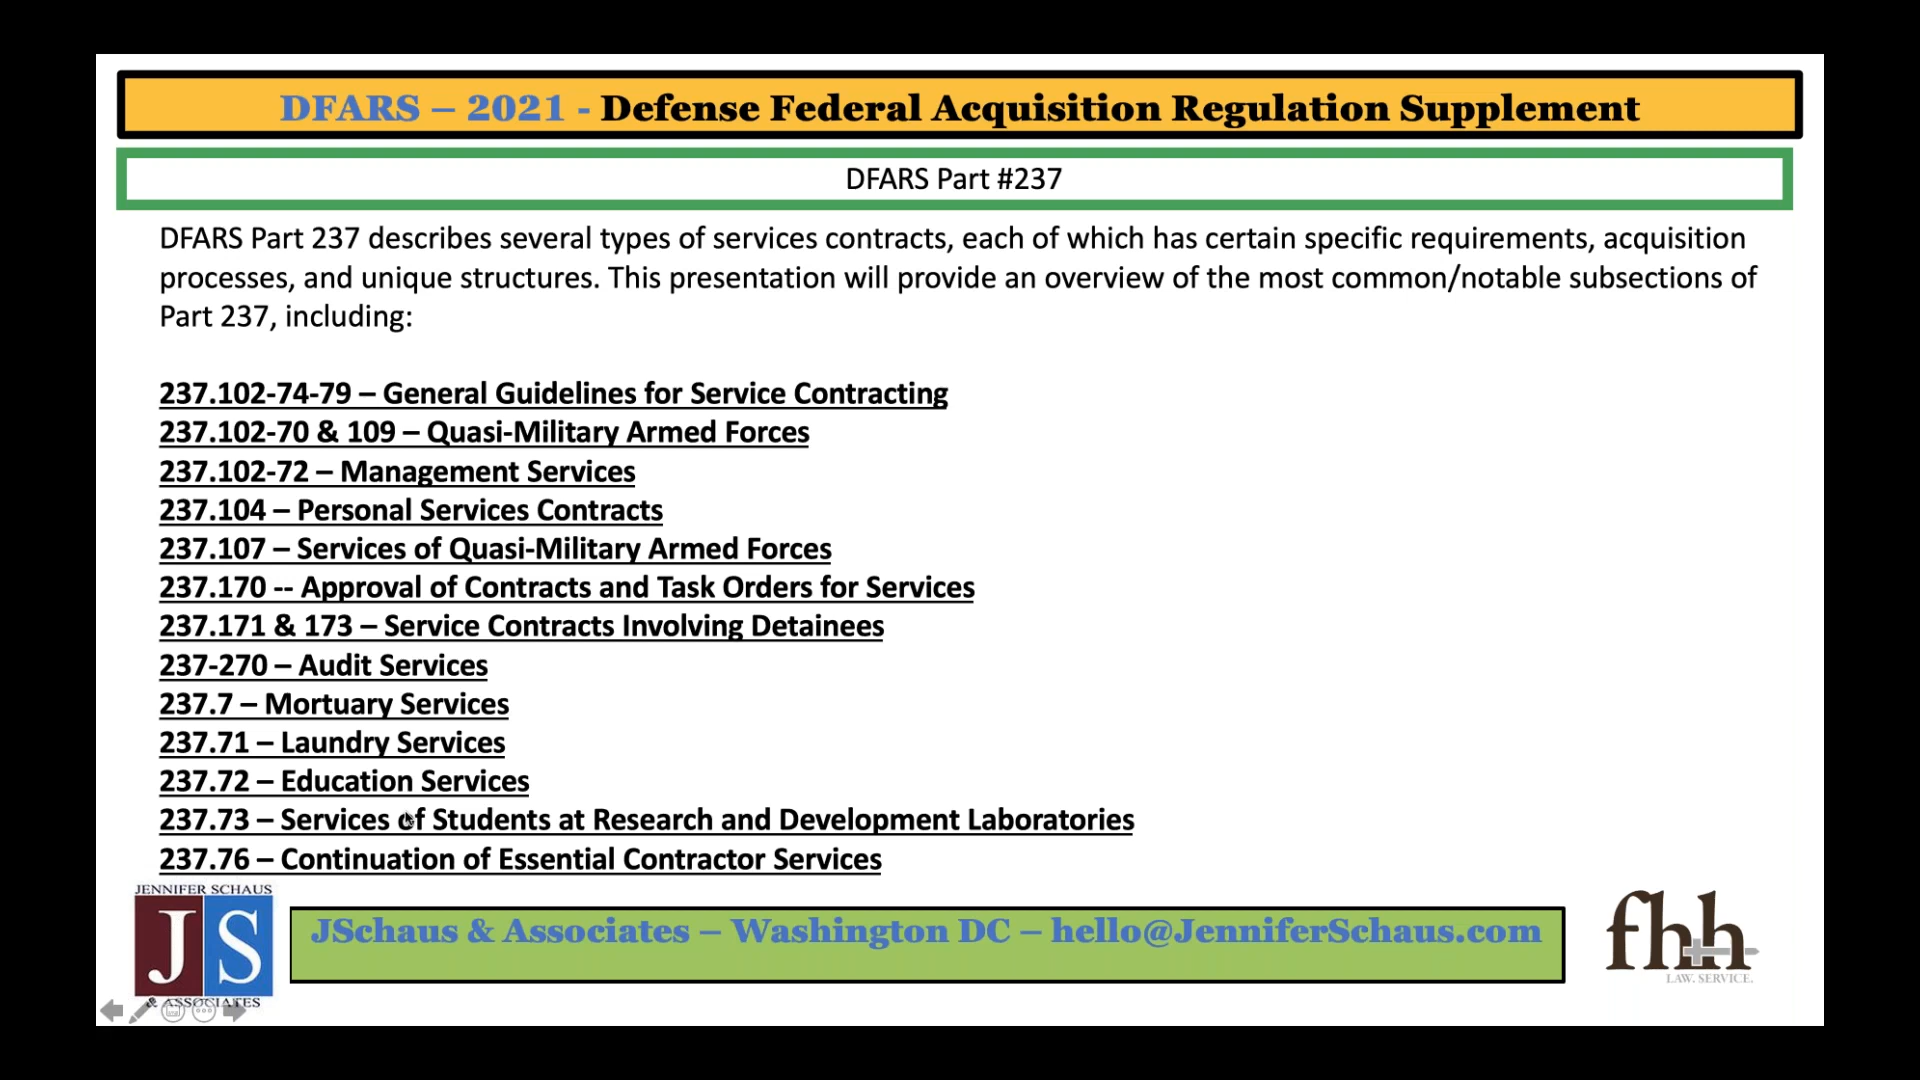 DFARS – 2021 - Defense Federal Acquisition Regulation Supplement
DFARS Part #237
DFARS Part 237 describes several types of services contracts, each of which has certain specific requirements, acquisition
processes, and unique structures. This presentation will provide an overview of the most common/notable subsections of
Part 237, including:
237.102-74-79 – General Guidelines for Service Contracting
237.102-70 & 109 – Quasi-Military Armed Forces
237.102-72 – Management Services
237.104 – Personal Services Contracts
237.107 – Services of Quasi-Military Armed Forces
237.170 -- Approval of Contracts and Task Orders for Services
237.171 & 173 – Service Contracts Involving Detainees
237-270 – Audit Services
237.7 – Mortuary Services
237.71 – Laundry Services
237.72 – Education Services
237.73 – Services of Students at Research and Development Laboratories
237.76 – Continuation of Essential Contractor Services
JENNIFER SCHAUS
JS
& ASSOCIATES
JSchaus & Associates – Washington DC – hello@JenniferSchaus.com
fhh
LAW. SERVICE.